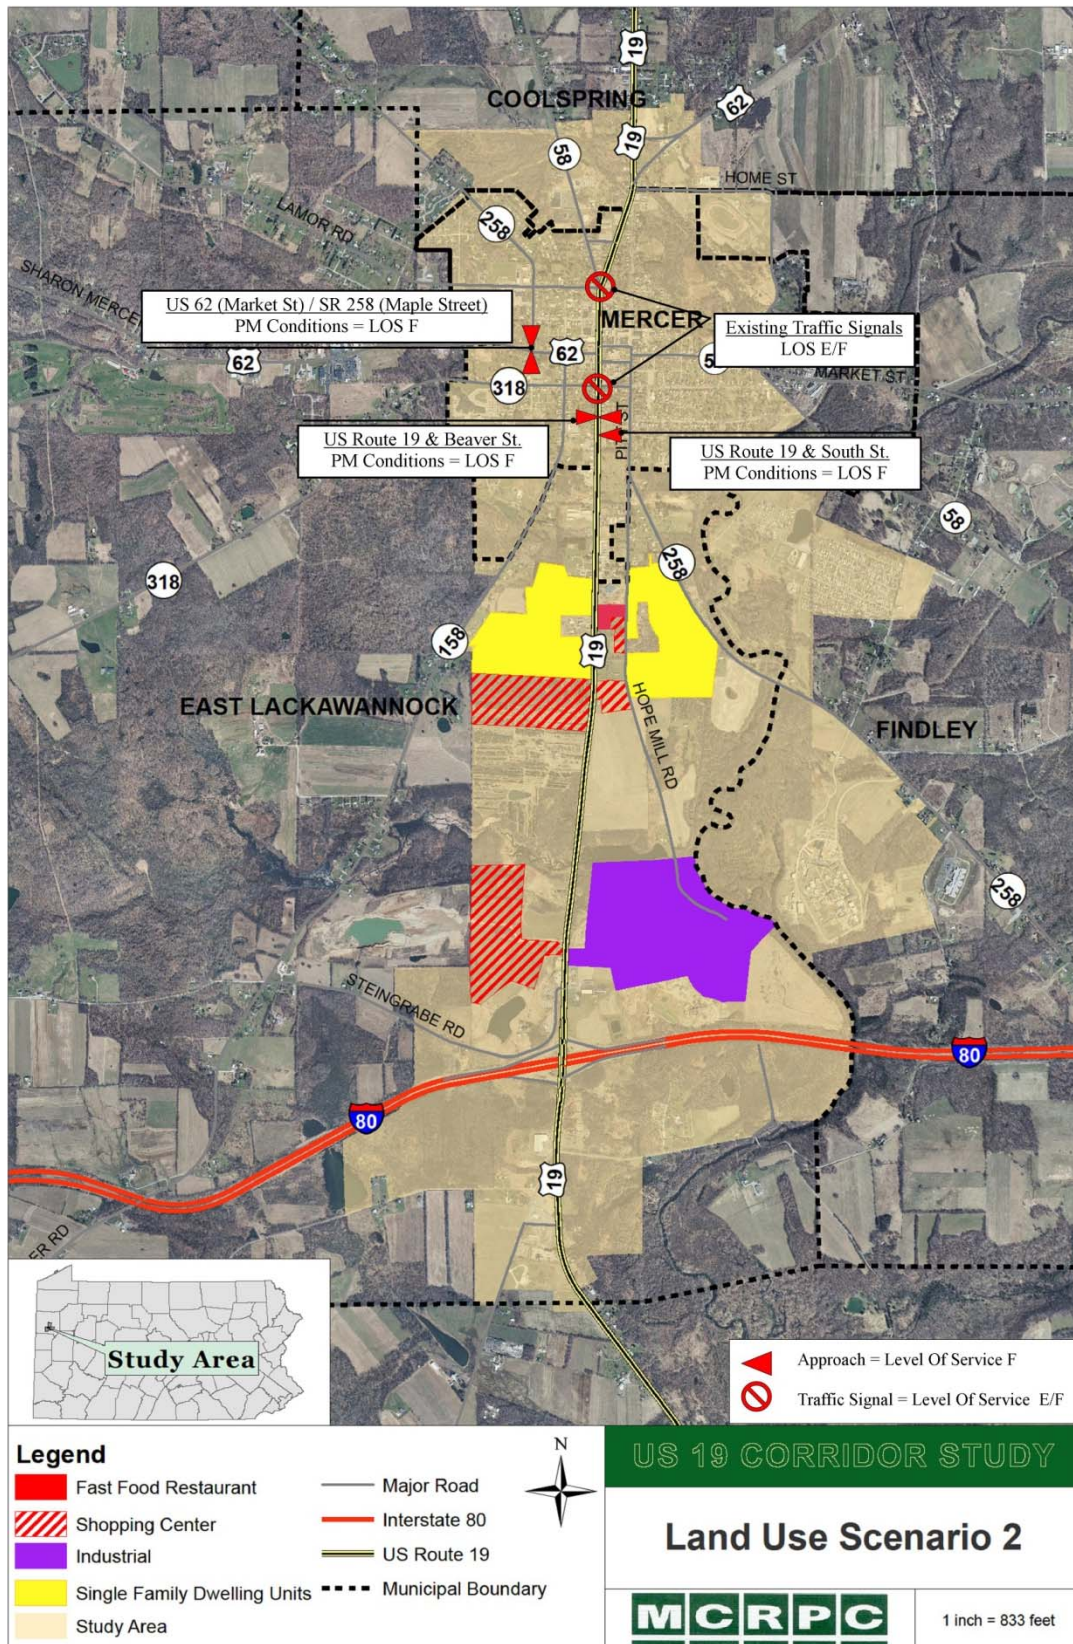 19
COOLSPRING
62
19
58
HOME ST
LAMOR RD
258
SHARON MERCE
US 62 (Market St) / SR 258 (Maple Street)
PM Conditions = LOS F
MERCER
Existing Traffic Signals
LOS E/F
62
62
5
MARKET ST
318
US Route 19 & Beaver St.
PM Conditions = LOS F
US Route 19 & South St.
PM Conditions = LOS F
58
318
258
158
19
EAST LACKAWANNOCK
HOPE MILL RD
FINDLEY
258
STEINGRABE RD
80
80
19
ER RD
Study Area
Approach = Level Of Service F
Traffic Signal = Level Of Service E/F
Legend
Fast Food Restaurant
Shopping Center
Industrial
Single Family Dwelling Units
Study Area
Major Road
Interstate 80
US Route 19
Municipal Boundary
N
US 19 CORRIDOR STUDY
Land Use Scenario 2
MCRPC
1 inch = 833 feet